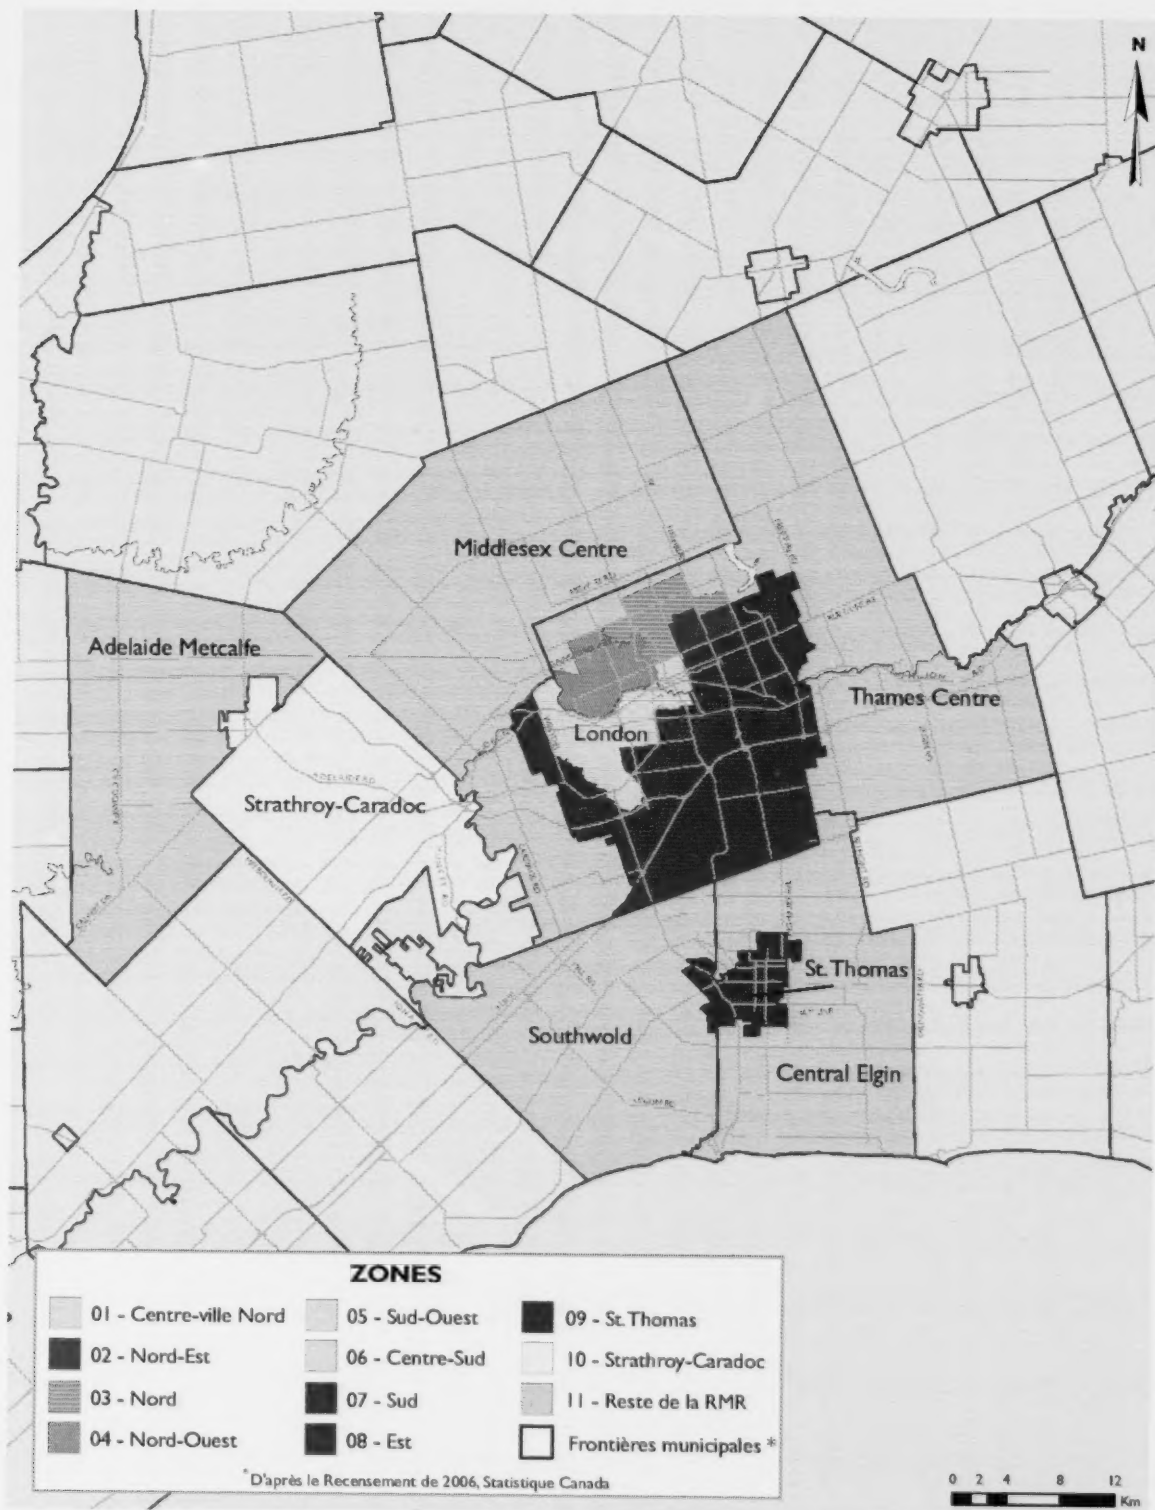 N
Middlesex Centre
Adelaide Metcalfe
Thames Centre
London
ADELAIDE RD
Strathroy-Caradoc
St. Thomas
Southwold
Central Elgin
ZONES
01 - Centre-ville Nord
02 - Nord-Est
03 - Nord
04 - Nord-Ouest
05 - Sud-Ouest
06 - Centre-Sud
07 - Sud
08 - Est
09 - St. Thomas
10 - Strathroy-Caradoc
11 - Reste de la RMR
Frontières municipales *
*D'après le Recensement de 2006, Statistique Canada
0 2 4 8 12
Km